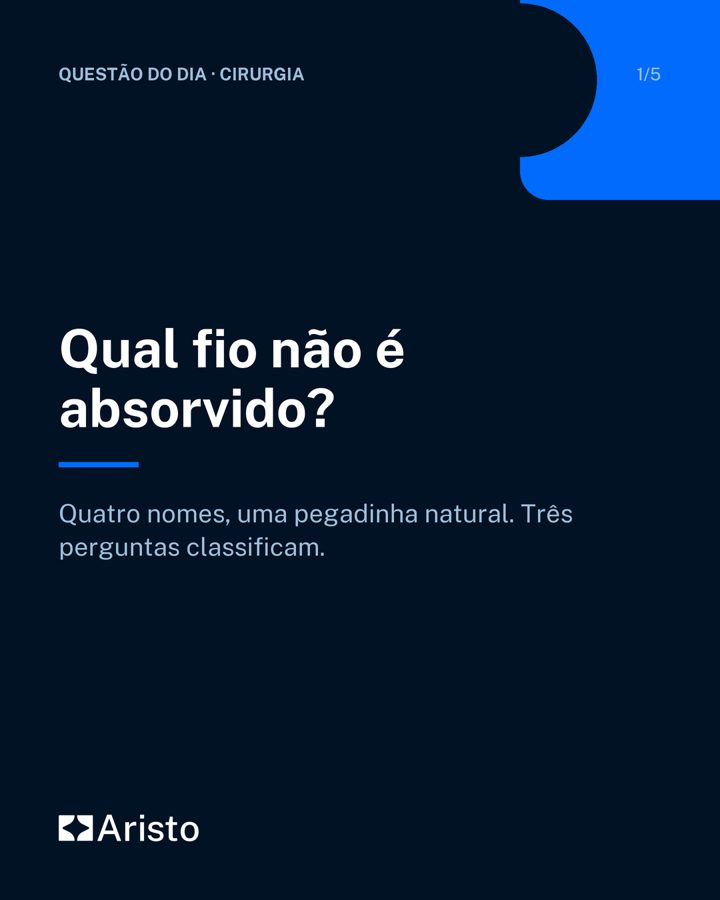 QUESTÃO DO DIA · CIRURGIA
1/5
Qual fio não é
absorvido?
Quatro nomes, uma pegadinha natural. Três
perguntas classificam.
Aristo